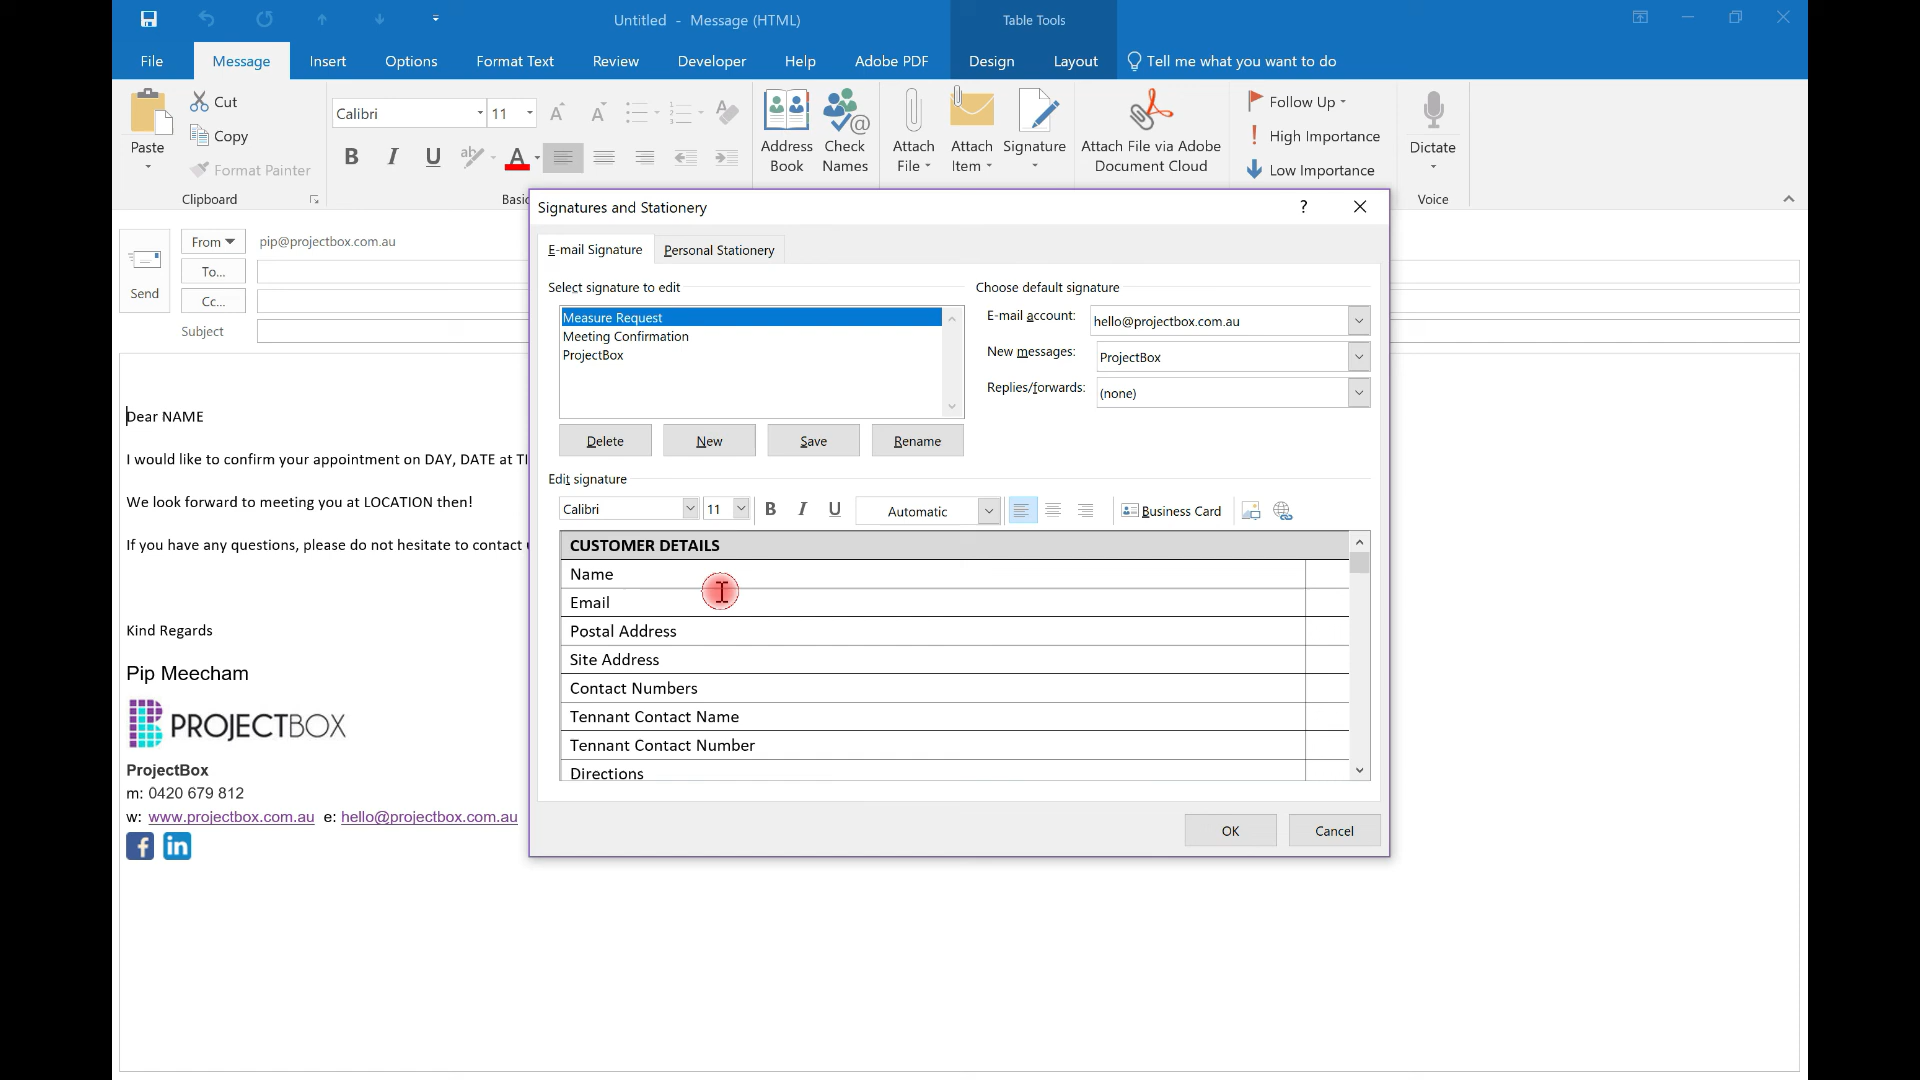 Untitled - Message (HTML)
Table Tools
File Message Insert Options Format Text Review Developer Help Adobe PDF Design Layout Tell me what you want to do
Paste
Cut
Copy
Format Painter
Clipboard
Calibri 11
Basic
Address Book
Check Names
Attach File
Attach Item
Signature
Attach File via Adobe Document Cloud
Follow Up
High Importance
Low Importance
Dictate
Voice
Send
From pip@projectbox.com.au
To...
Cc...
Subject
Dear NAME
I would like to confirm your appointment on DAY, DATE at
We look forward to meeting you at LOCATION then!
If you have any questions, please do not hesitate to contact
Kind Regards
Pip Meecham
PROJECTBOX
ProjectBox
m: 0420 679 812
w: www.projectbox.com.au e: hello@projectbox.com.au
Signatures and Stationery
E-mail Signature Personal Stationery
Select signature to edit
Measure Request
Meeting Confirmation
ProjectBox
Delete New Save Rename
Choose default signature
E-mail account: hello@projectbox.com.au
New messages: ProjectBox
Replies/forwards: (none)
Edit signature
Calibri 11 B I U Automatic Business Card
CUSTOMER DETAILS
Name
Email
Postal Address
Site Address
Contact Numbers
Tennant Contact Name
Tennant Contact Number
Directions
OK Cancel